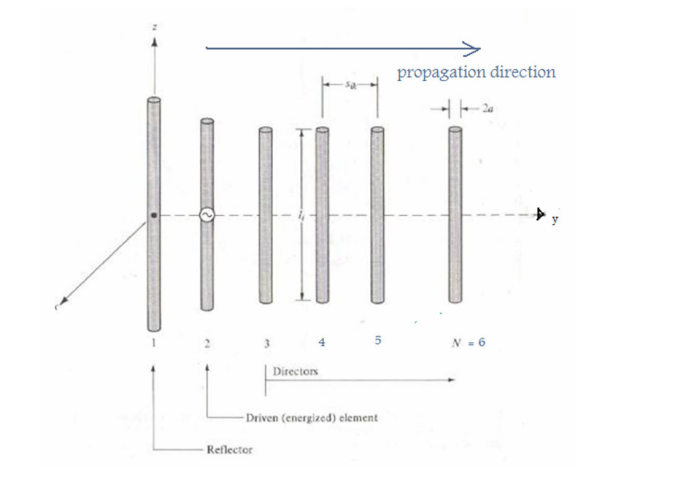 z
propagation direction
2a
y
1
2
3
4
5
N = 6
Directors
Driven (energized) element
Reflector